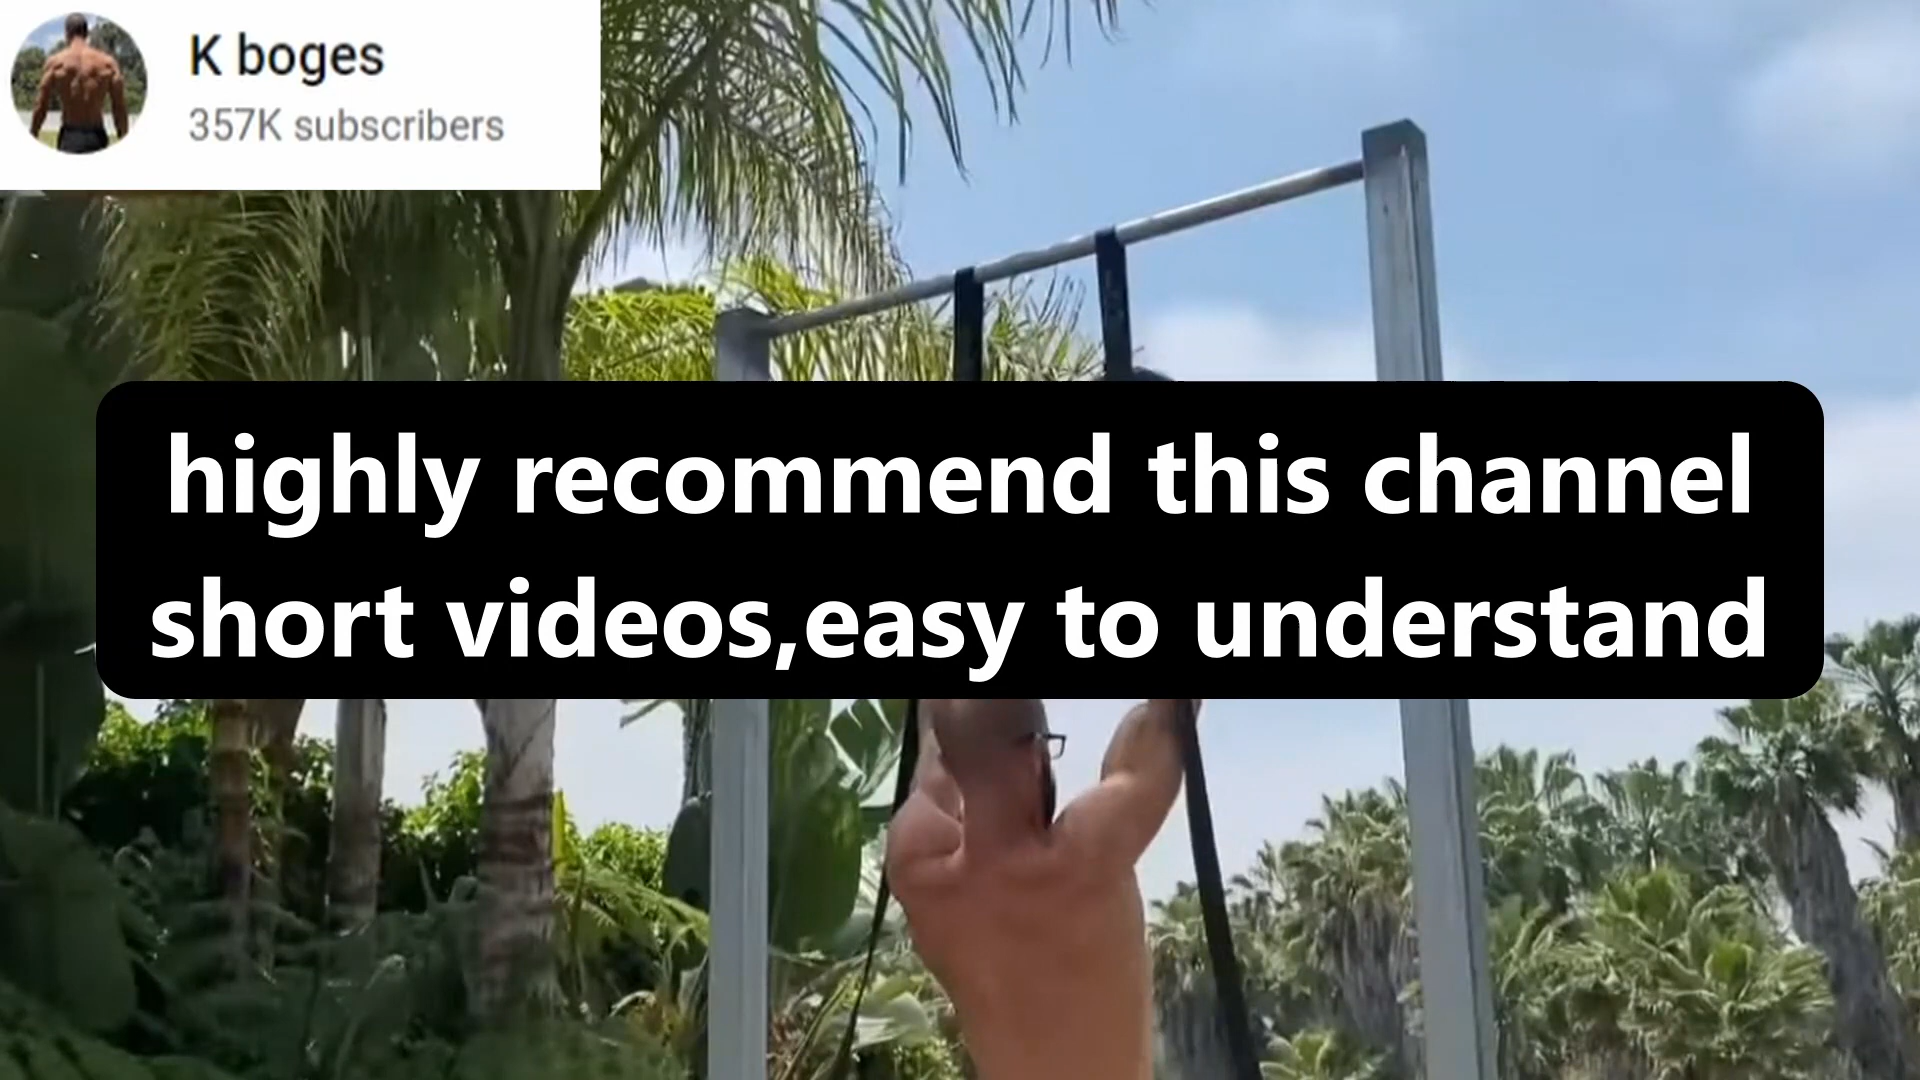 K boges
357K subscribers
highly recommend this channel
short videos,easy to understand